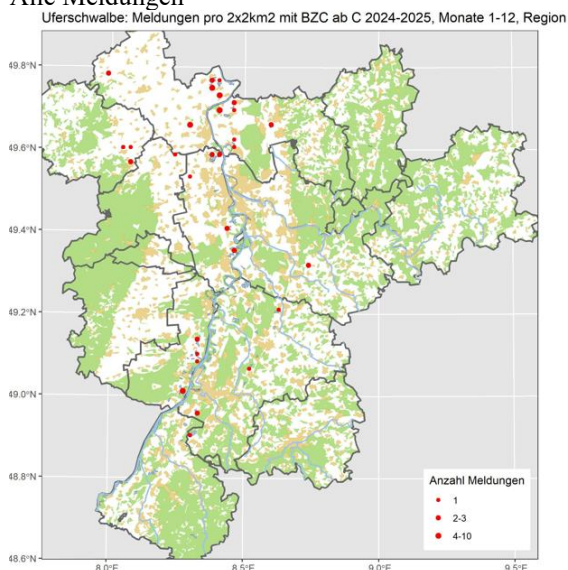 Alle Meldungen
Uferschwalbe: Meldungen pro 2x2km2 mit BZC ab C 2024-2025, Monate 1-12, Region
49.8°N
49.6°N
49.4°N
49.2°N
49.0°N
48.8°N
48.6°N
Anzahl Meldungen
1
2-3
4-10
8.0°E
8.5°E
9.0°E
9.5°E